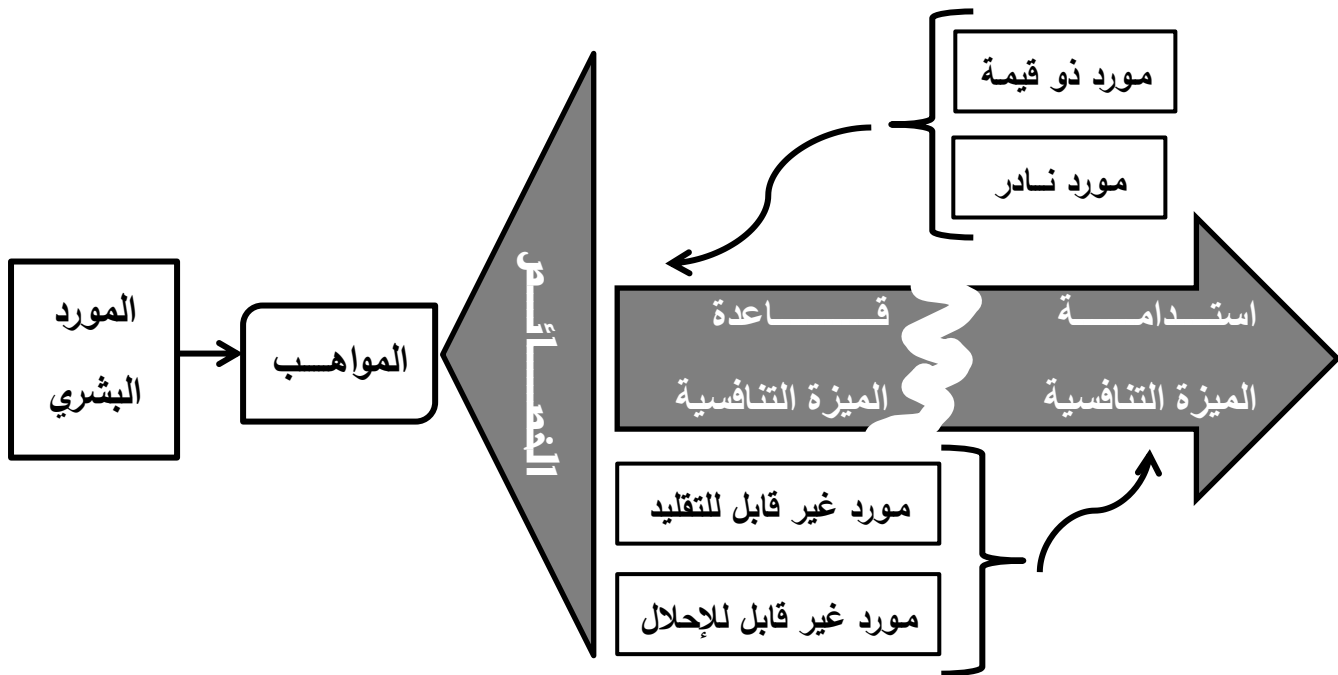 المورد
البشري
المواهب
الخصائص
مورد ذو قيمة
مورد نادر
قاعدة
الميزة التنافسية
استدامة
الميزة التنافسية
مورد غير قابل للتقليد
مورد غير قابل للإحلال